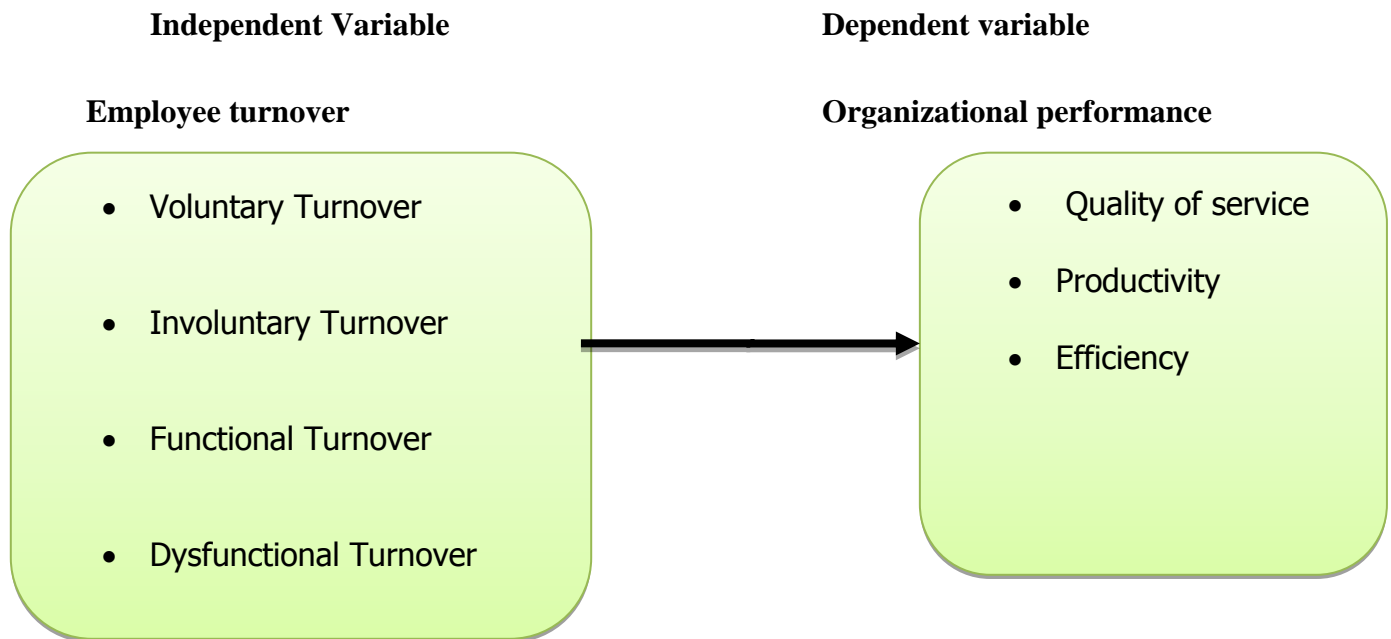 Independent Variable
Dependent variable
Employee turnover
Organizational performance
• Voluntary Turnover
• Involuntary Turnover
• Functional Turnover
• Dysfunctional Turnover
• Quality of service
• Productivity
• Efficiency